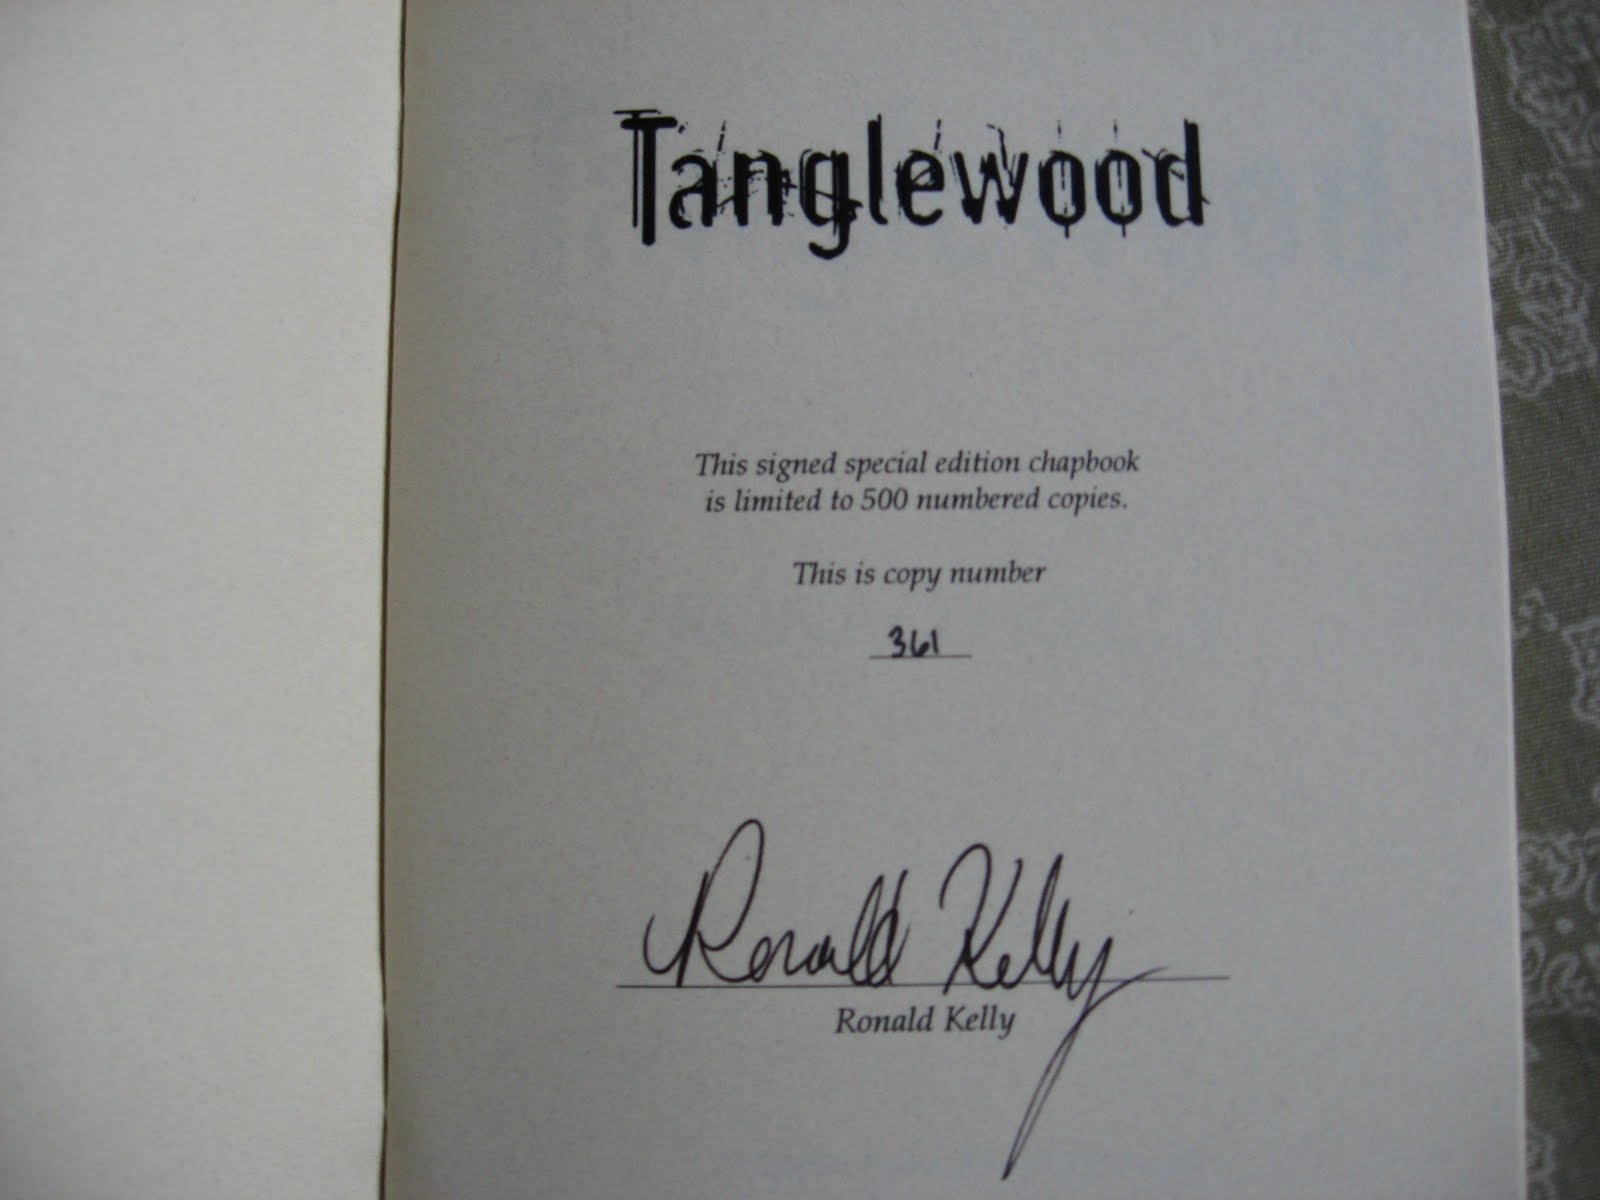 Tanglewood
This signed special edition chapbook
is limited to 500 numbered copies.
This is copy number
361
Ronald Kelly
Ronald Kelly